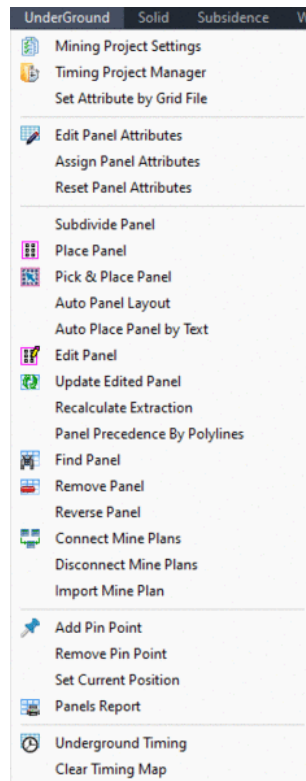 UnderGround Solid Subsidence
Mining Project Settings
Timing Project Manager
Set Attribute by Grid File
Edit Panel Attributes
Assign Panel Attributes
Reset Panel Attributes
Subdivide Panel
Place Panel
Pick & Place Panel
Auto Panel Layout
Auto Place Panel by Text
Edit Panel
Update Edited Panel
Recalculate Extraction
Panel Precedence By Polylines
Find Panel
Remove Panel
Reverse Panel
Connect Mine Plans
Disconnect Mine Plans
Import Mine Plan
Add Pin Point
Remove Pin Point
Set Current Position
Panels Report
Underground Timing
Clear Timing Map